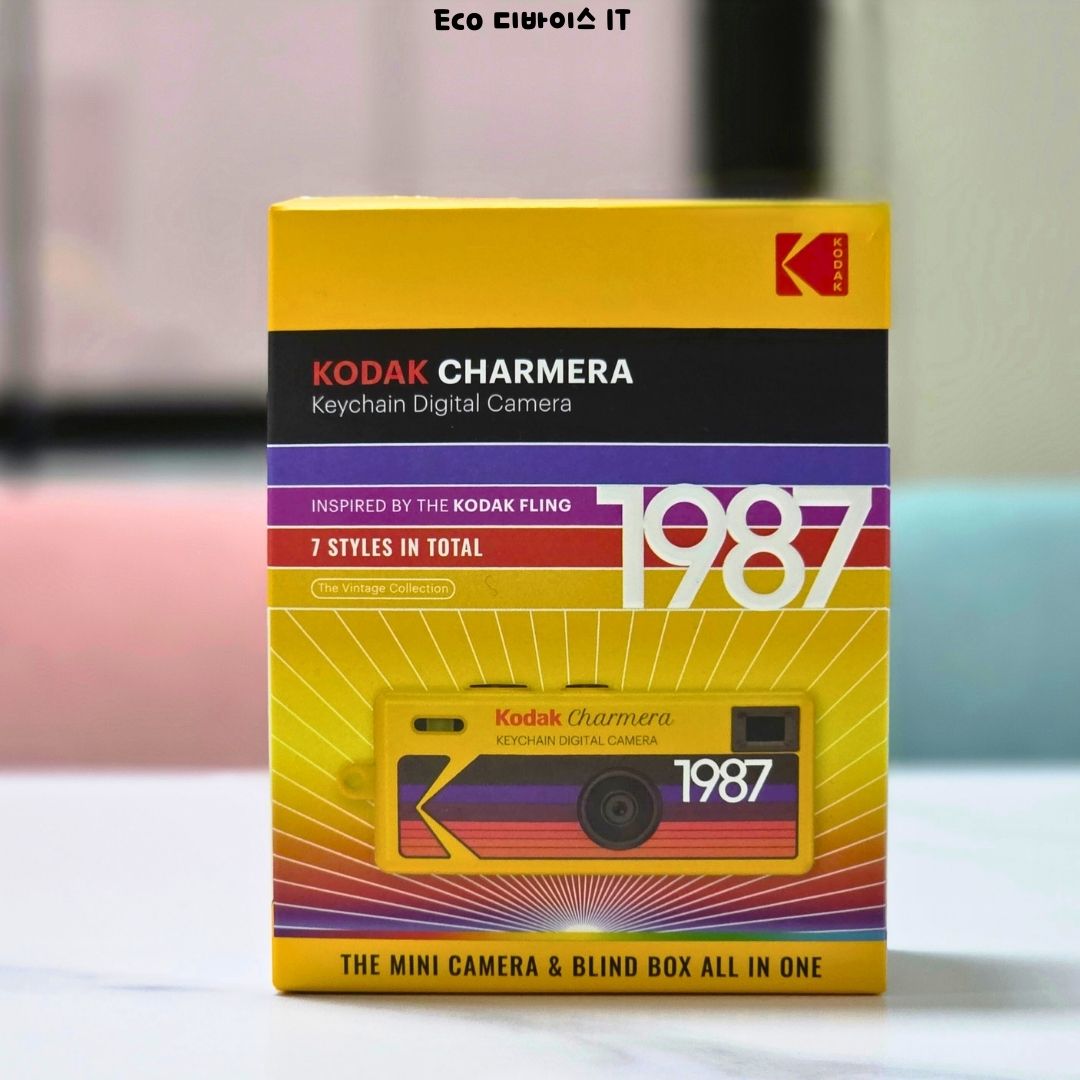 Eco 디바이스 IT
KODAK
KODAK CHARMERA
Keychain Digital Camera
INSPIRED BY THE KODAK FLING
1987
7 STYLES IN TOTAL
The Vintage Collection
Kodak Charmera
KEYCHAIN DIGITAL CAMERA
1987
THE MINI CAMERA & BLIND BOX ALL IN ONE